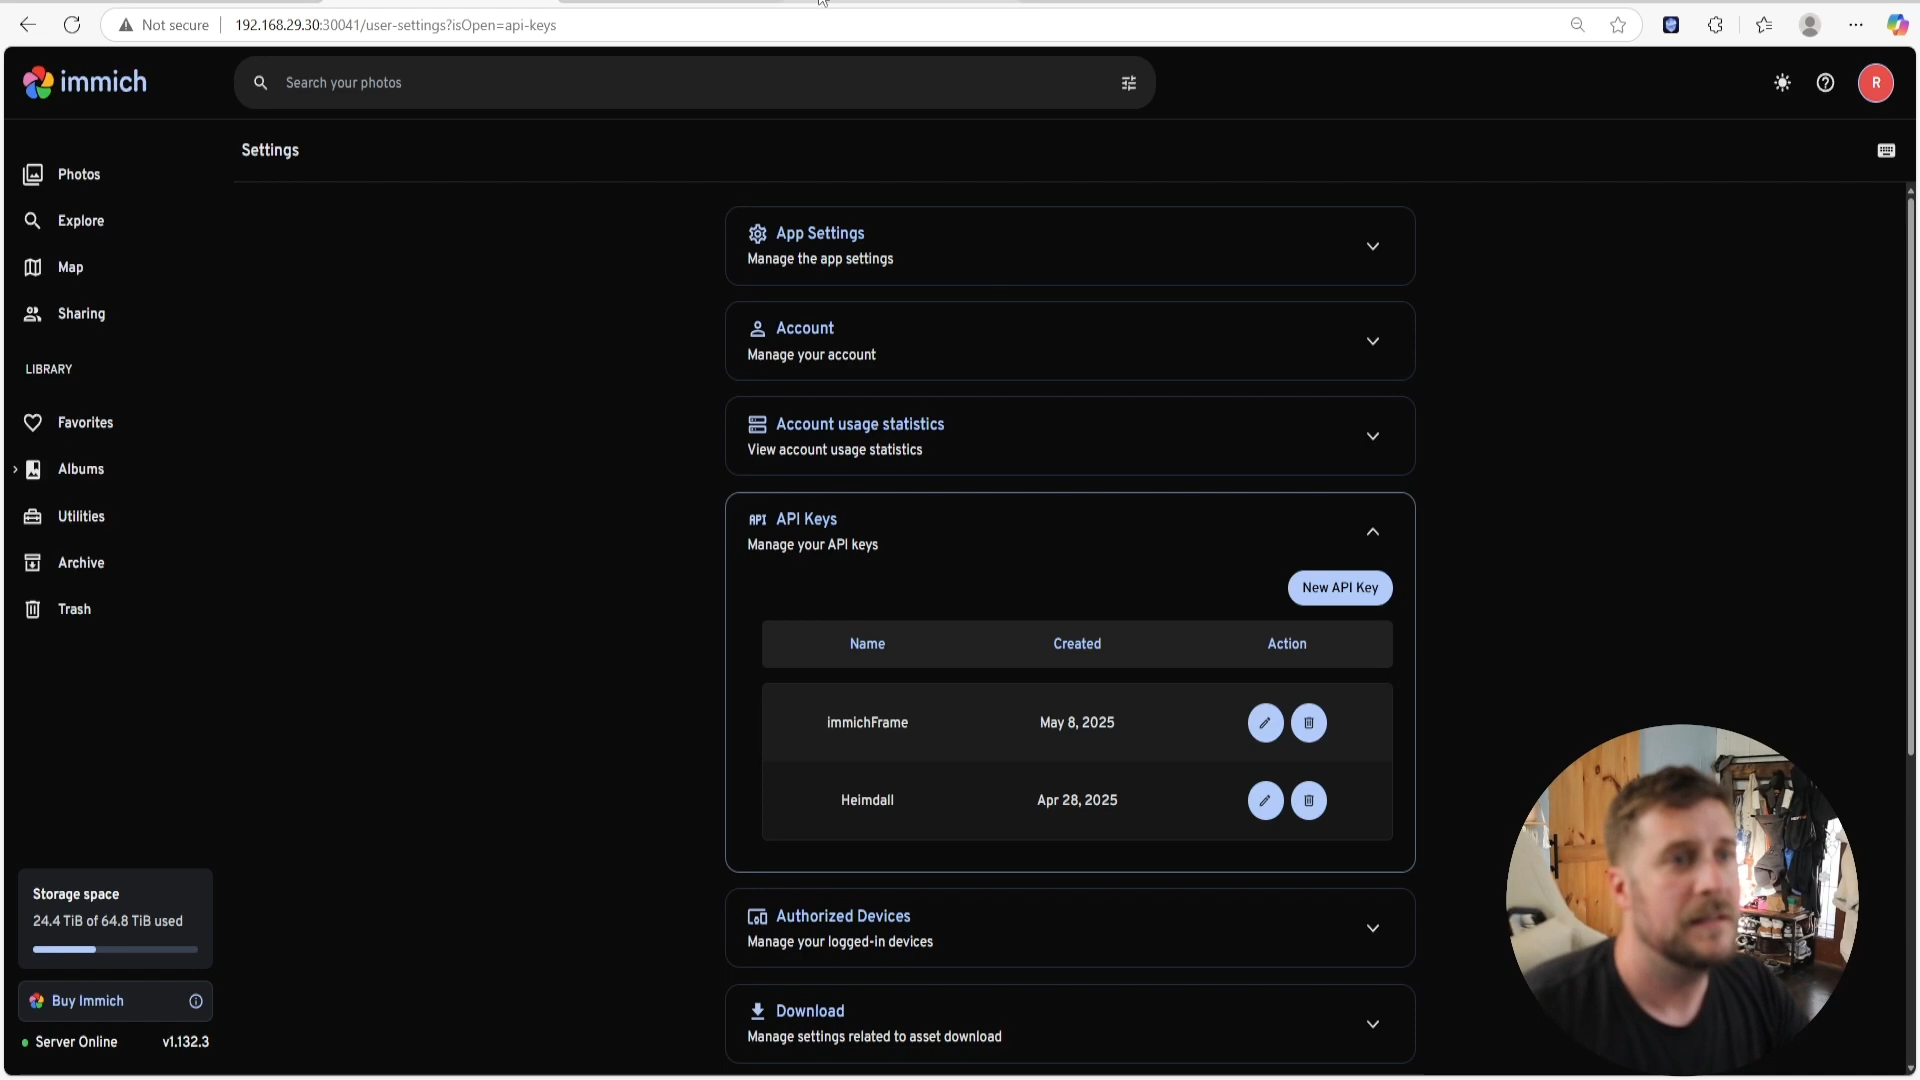 Not secure
192.168.29.30:30041/user-settings?isOpen=api-keys
immich
Search your photos
R
Settings
Photos
Explore
Map
Sharing
LIBRARY
Favorites
Albums
Utilities
Archive
Trash
Storage space
24.4 TiB of 64.8 TiB used
Buy Immich
Server Online
v1.132.3
App Settings
Manage the app settings
Account
Manage your account
Account usage statistics
View account usage statistics
API API Keys
Manage your API keys
New API Key
Name Created Action
immichFrame May 8, 2025
Heimdall Apr 28, 2025
Authorized Devices
Manage your logged-in devices
Download
Manage settings related to asset download